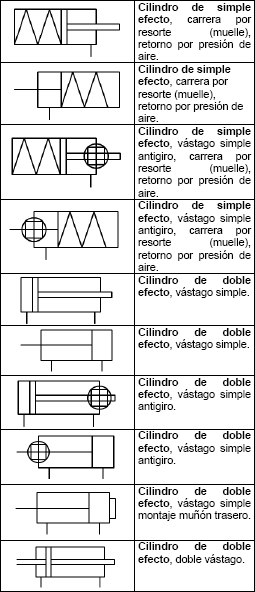 Cilindro de simple
efecto, carrera por
resorte (muelle),
retorno por presión de
aire.
Cilindro de simple
efecto, carrera por
resorte (muelle),
retorno por presión de
aire.
Cilindro de simple
efecto, vástago simple
antigiro, carrera por
resorte (muelle),
retorno por presión de
aire.
Cilindro de simple
efecto, vástago simple
antigiro, carrera por
resorte (muelle),
retorno por presión de
aire.
Cilindro de doble
efecto, vástago simple.
Cilindro de doble
efecto, vástago simple.
Cilindro de doble
efecto, vástago simple
antigiro.
Cilindro de doble
efecto, vástago simple
antigiro.
Cilindro de doble
efecto, vástago simple
montaje muñón trasero.
Cilindro de doble
efecto, doble vástago.